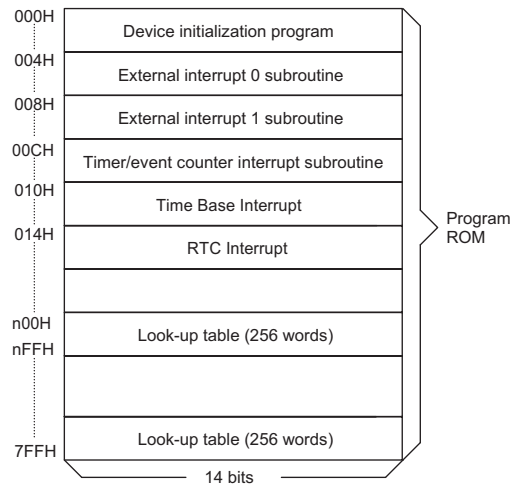 000H
Device initialization program
004H
External interrupt 0 subroutine
008H
External interrupt 1 subroutine
00CH
Timer/event counter interrupt subroutine
010H
Time Base Interrupt
014H
RTC Interrupt
Program
ROM
n00H
Look-up table (256 words)
nFFH
Look-up table (256 words)
7FFH
14 bits